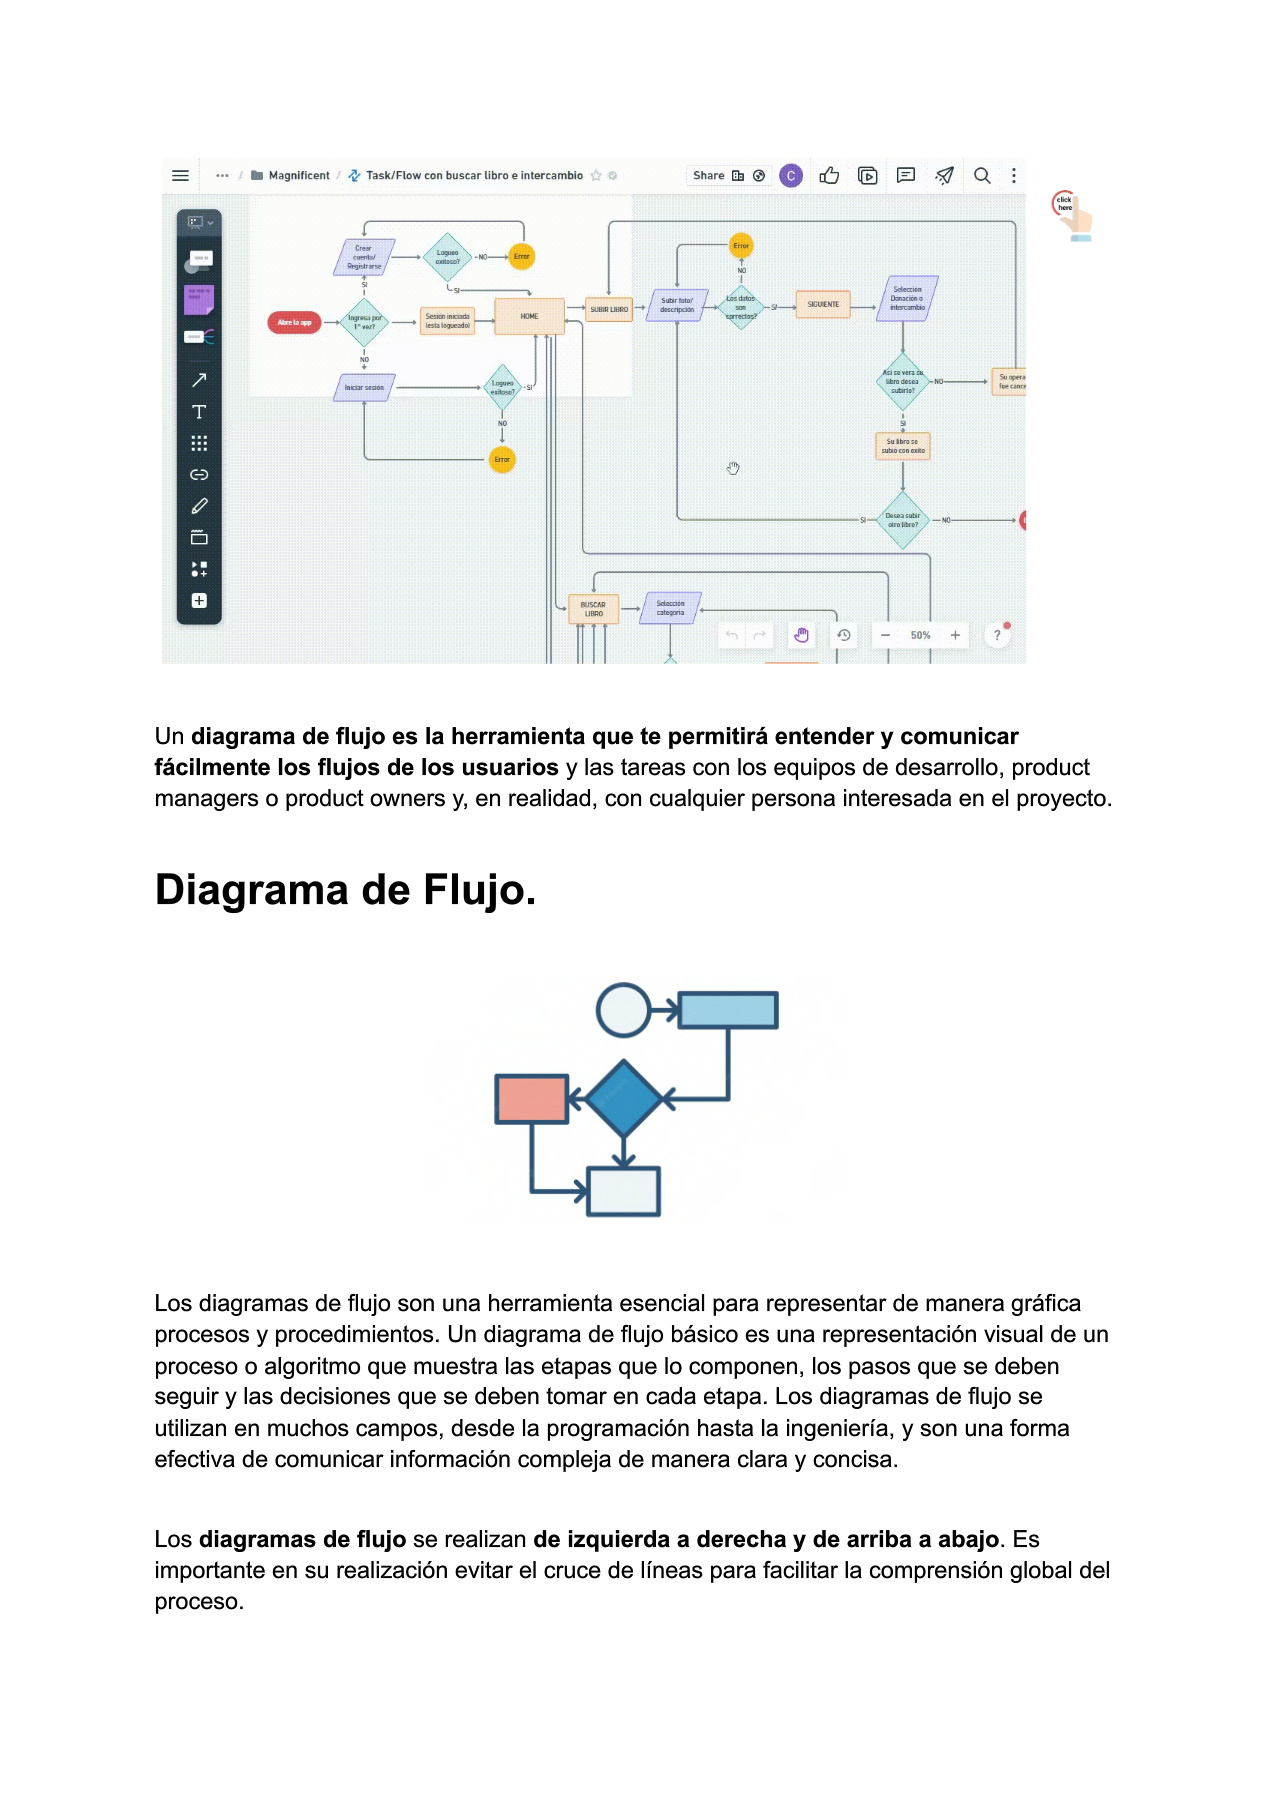 Magnificent / Task/Flow con buscar libro e intercambio
Share
C
click
here
Crear
cuenta/
Registrarse
Logueo
exitoso?
NO
Error
SI
SI
Abre la app
Ingresa por
1° vez?
Sesión iniciada
(esta logueado)
HOME
SUBIR LIBRO
NO
Iniciar sesión
Logueo
exitoso?
SI
NO
Error
Error
NO
Subir foto/
descripción
Los datos
son
correctos?
SI
SIGUIENTE
Selección
Donación o
intercambio
Asi se vera su
libro desea
subirlo?
NO
Su opera
fue cance
SI
Su libro se
subió con exito
Desea subir
otro libro?
SI
NO
BUSCAR
LIBRO
Selección
categoría
50%
?
Un diagrama de flujo es la herramienta que te permitirá entender y comunicar
fácilmente los flujos de los usuarios y las tareas con los equipos de desarrollo, product
managers o product owners y, en realidad, con cualquier persona interesada en el proyecto.
Diagrama de Flujo.
Los diagramas de flujo son una herramienta esencial para representar de manera gráfica
procesos y procedimientos. Un diagrama de flujo básico es una representación visual de un
proceso o algoritmo que muestra las etapas que lo componen, los pasos que se deben
seguir y las decisiones que se deben tomar en cada etapa. Los diagramas de flujo se
utilizan en muchos campos, desde la programación hasta la ingeniería, y son una forma
efectiva de comunicar información compleja de manera clara y concisa.
Los diagramas de flujo se realizan de izquierda a derecha y de arriba a abajo. Es
importante en su realización evitar el cruce de líneas para facilitar la comprensión global del
proceso.